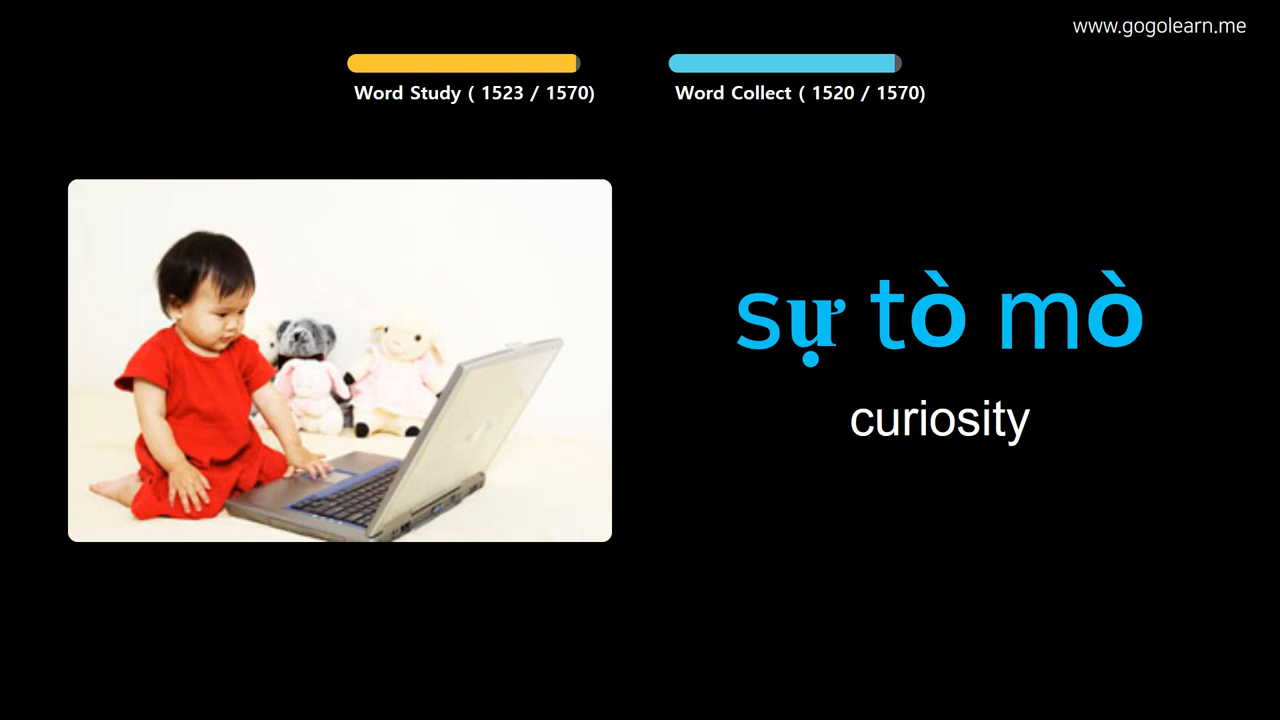 www.gogolearn.me
Word Study ( 1523 / 1570)
Word Collect ( 1520 / 1570)
sự tò mò
curiosity